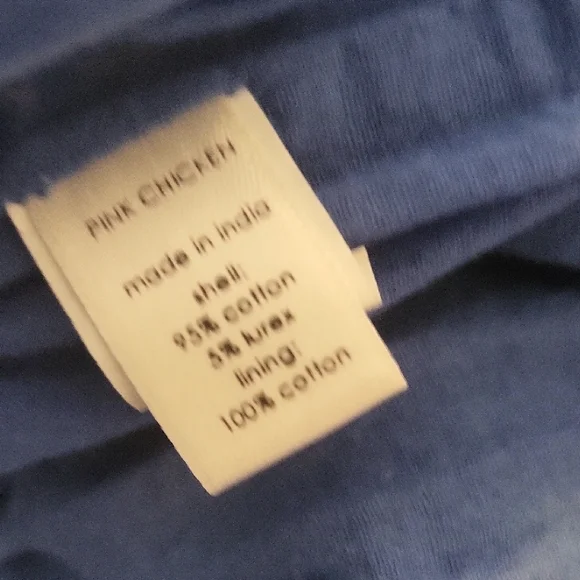 PINK CHICKEN
made in india
shell:
95% cotton
5% lurex
lining:
100% cotton